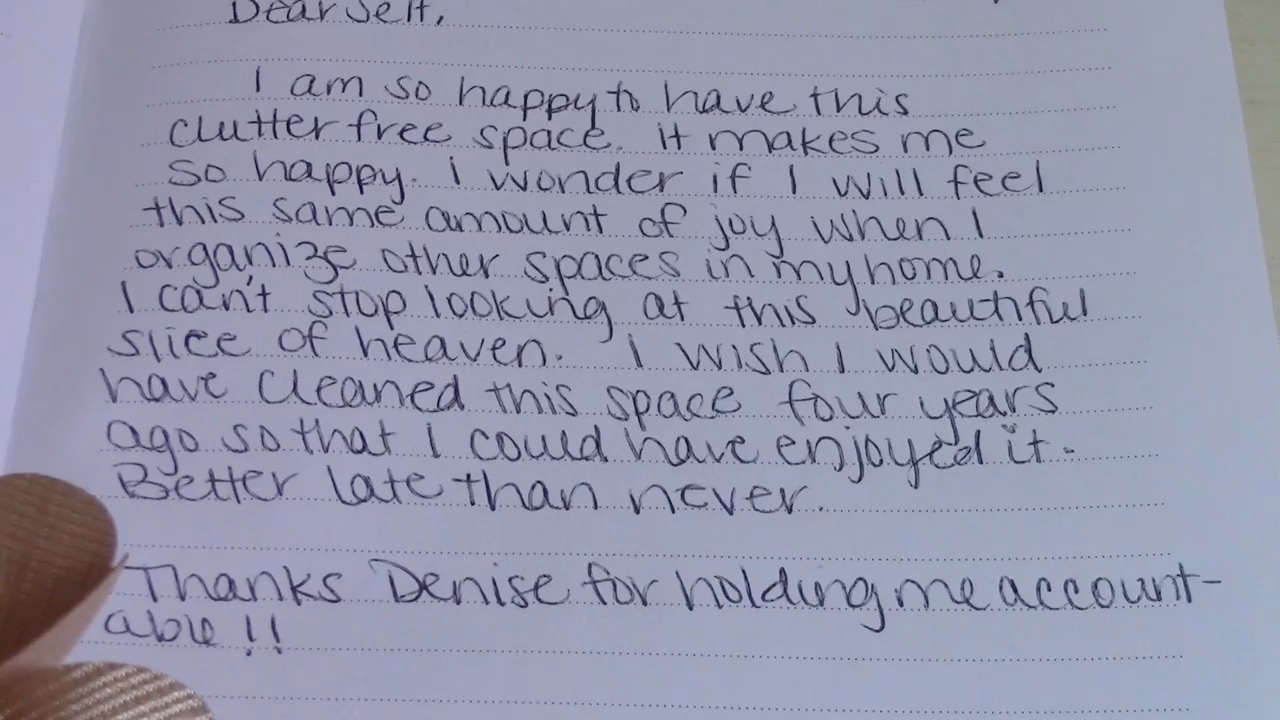 Dear Self,
I am so happy to have this
clutter free space. it makes me
so happy. I wonder if I will feel
this same amount of joy when I
organize other spaces in my home.
I can't stop looking at this beautiful
slice of heaven. I wish I would
have cleaned this space four years
ago so that I could have enjoyed it.
Better late than never.
Thanks Denise for holding me account-
able!!